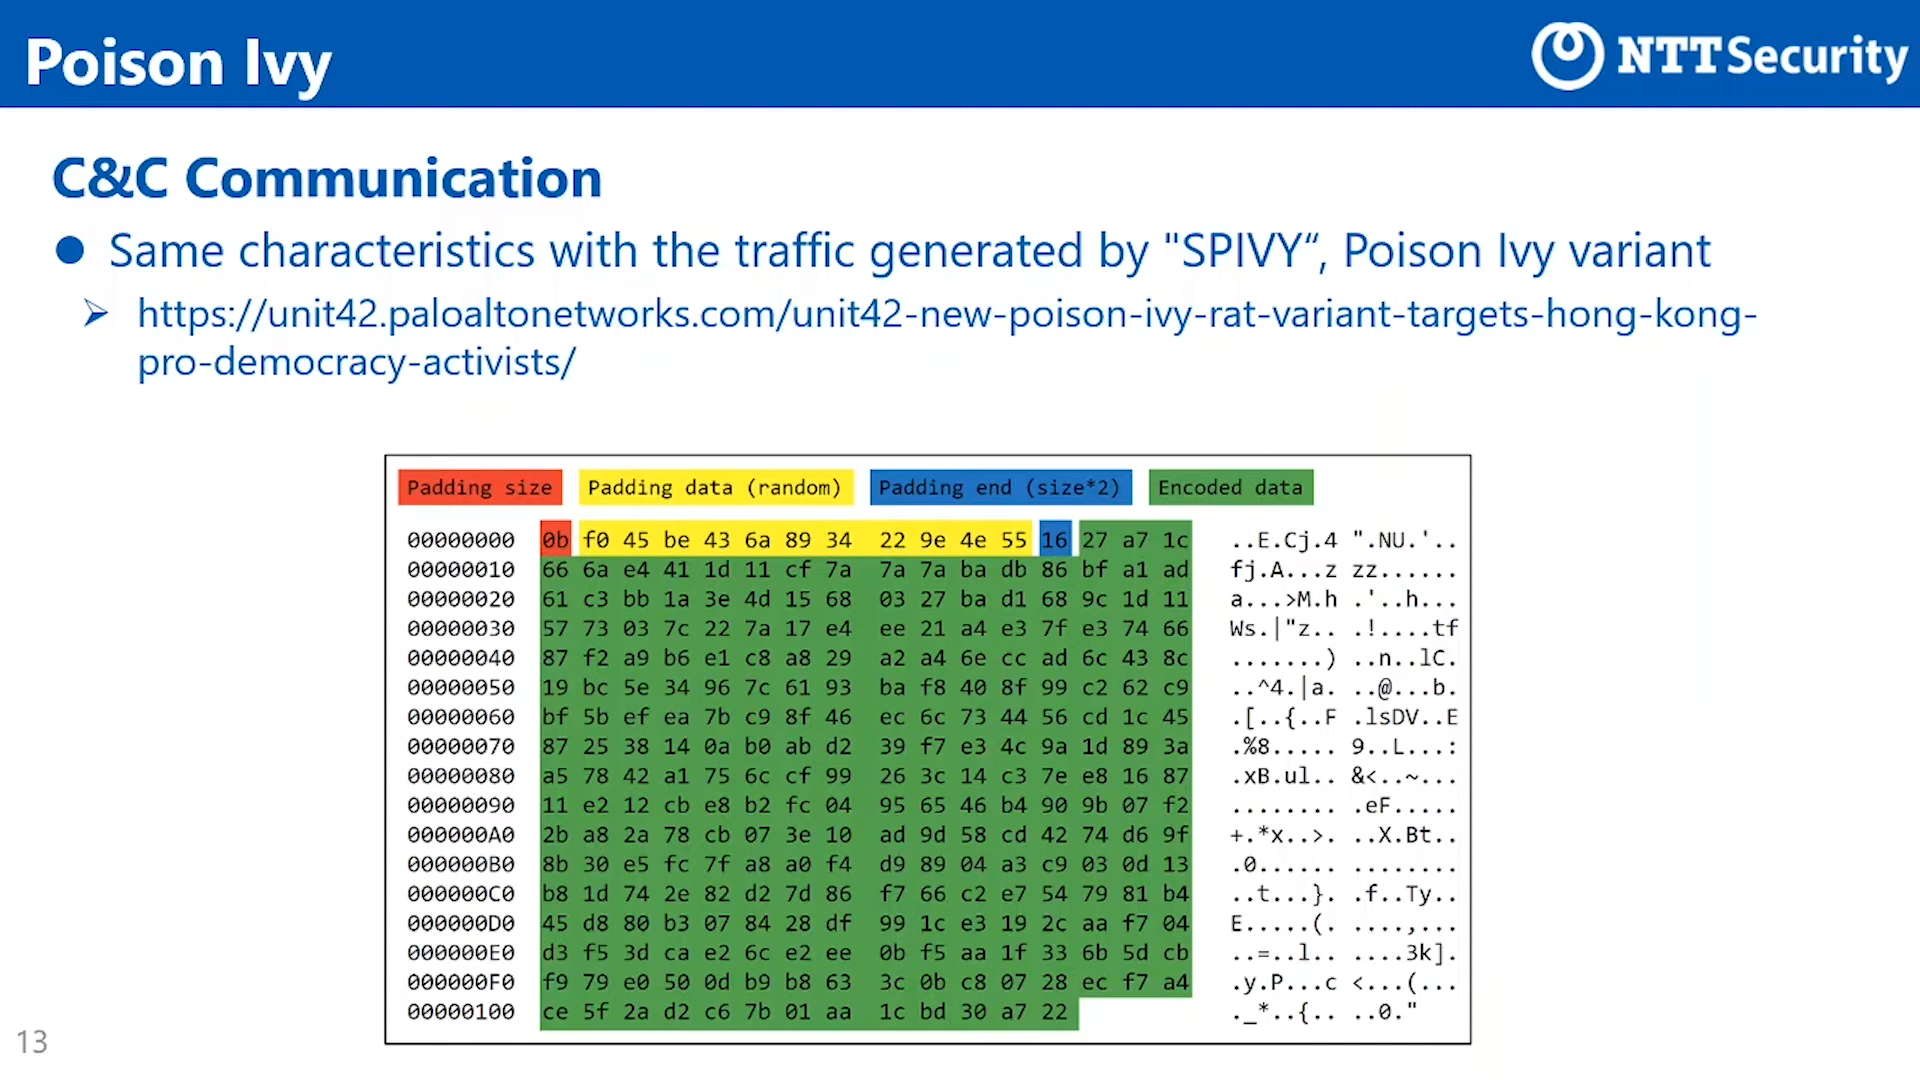 Poison Ivy
NTT Security
C&C Communication
● Same characteristics with the traffic generated by "SPIVY“, Poison Ivy variant
➢ https://unit42.paloaltonetworks.com/unit42-new-poison-ivy-rat-variant-targets-hong-kong-
pro-democracy-activists/
Padding size Padding data (random) Padding end (size*2) Encoded data
00000000 0b f0 45 be 43 6a 89 34 22 9e 4e 55 16 27 a7 1c ..E.Cj.4 ".NU.'..
00000010 66 6a e4 41 1d 11 cf 7a 7a 7a ba db 86 bf a1 ad fj.A...z zz......
00000020 61 c3 bb 1a 3e 4d 15 68 03 27 ba d1 68 9c 1d 11 a...>M.h .'..h...
00000030 57 73 03 7c 22 7a 17 e4 ee 21 a4 e3 7f e3 74 66 Ws.|"z.. .!....tf
00000040 87 f2 a9 b6 e1 c8 a8 29 a2 a4 6e cc ad 6c 43 8c .......) ..n..lC.
00000050 19 bc 5e 34 96 7c 61 93 ba f8 40 8f 99 c2 62 c9 ..^4.|a. ..@...b.
00000060 bf 5b ef ea 7b c9 8f 46 ec 6c 73 44 56 cd 1c 45 .[..{..F .lsDV..E
00000070 87 25 38 14 0a b0 ab d2 39 f7 e3 4c 9a 1d 89 3a .%8..... 9..L...:
00000080 a5 78 42 a1 75 6c cf 99 26 3c 14 c3 7e e8 16 87 .xB.ul.. &<..~...
00000090 11 e2 12 cb e8 b2 fc 04 95 65 46 b4 90 9b 07 f2 ........ .eF.....
000000A0 2b a8 2a 78 cb 07 3e 10 ad 9d 58 cd 42 74 d6 9f +.*x..>. ..X.Bt..
000000B0 8b 30 e5 fc 7f a8 a0 f4 d9 89 04 a3 c9 03 0d 13 .0...... ........
000000C0 b8 1d 74 2e 82 d2 7d 86 f7 66 c2 e7 54 79 81 b4 ..t...}. .f..Ty..
000000D0 45 d8 80 b3 07 84 28 df 99 1c e3 19 2c aa f7 04 E.....(. ....,...
000000E0 d3 f5 3d ca e2 6c e2 ee 0b f5 aa 1f 33 6b 5d cb ..=..l.. ....3k].
000000F0 f9 79 e0 50 0d b9 b8 63 3c 0b c8 07 28 ec f7 a4 .y.P...c <...(...
00000100 ce 5f 2a d2 c6 7b 01 aa 1c bd 30 a7 22 ._*..{.. ..0."
13